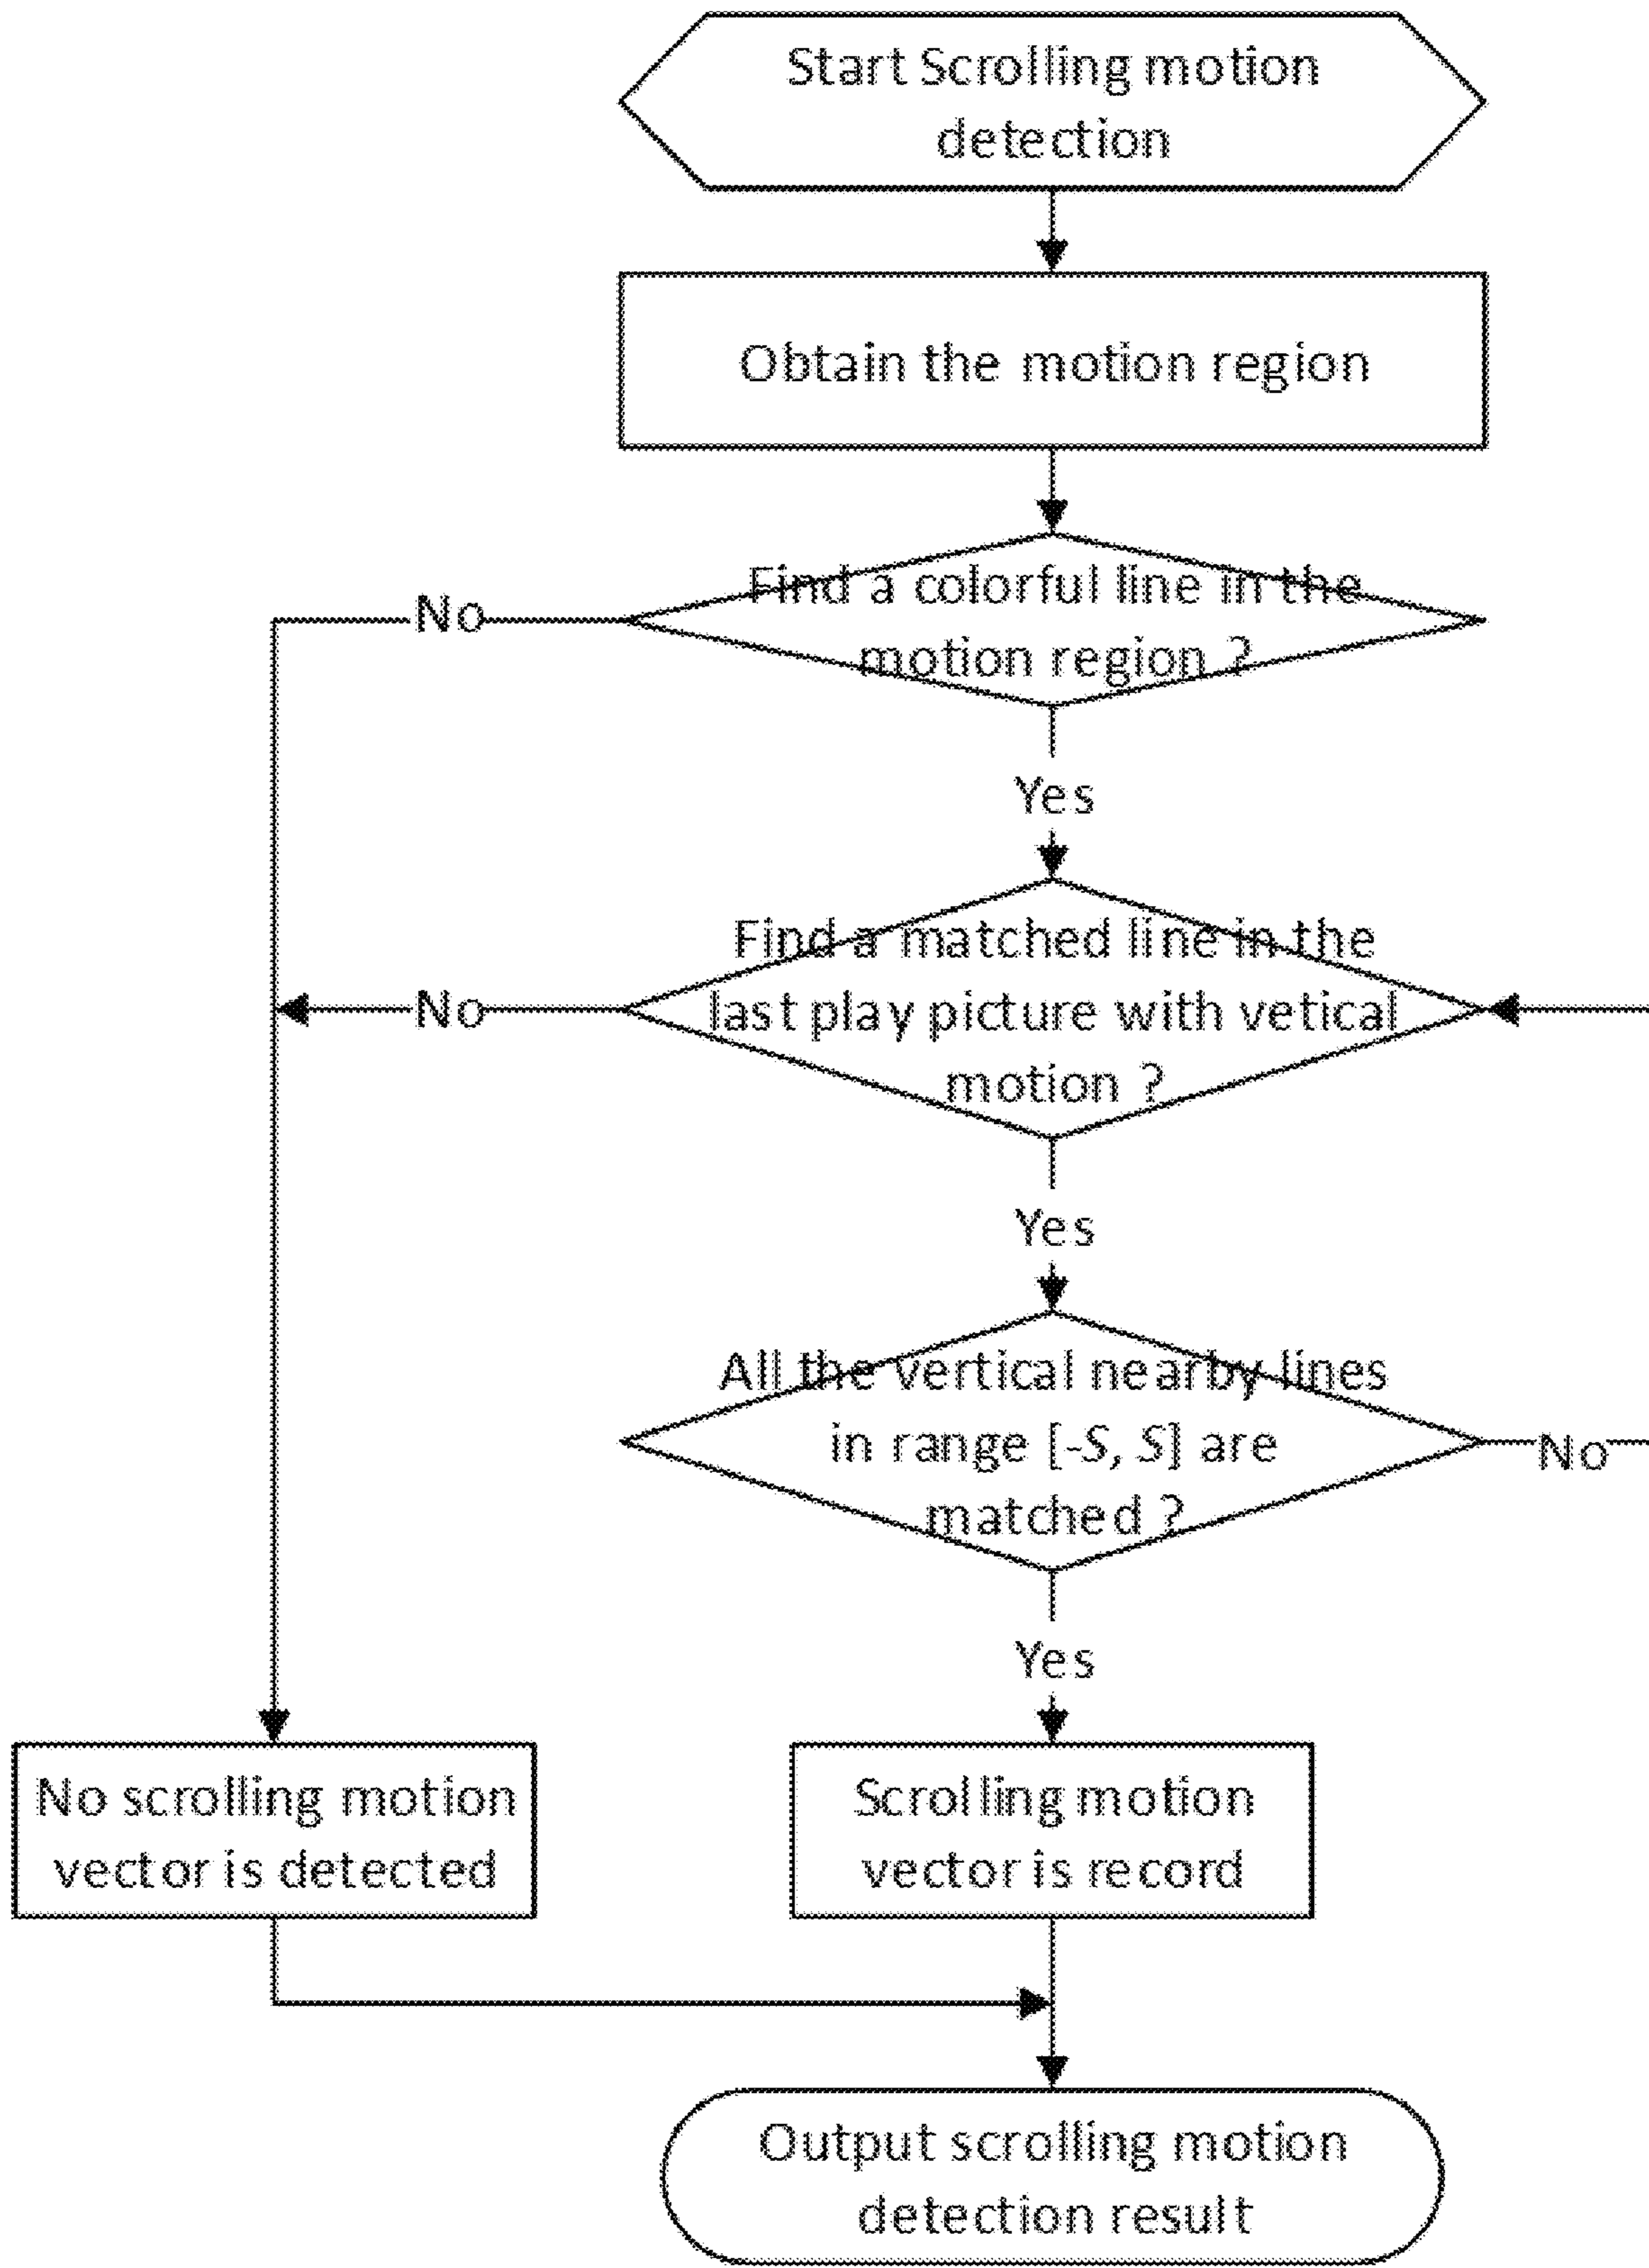 Start Scrolling motion
detection
Obtain the motion region
Find a colorful line in the
motion region ?
No
Yes
Find a matched line in the
last play picture with vetical
motion ?
No
Yes
All the vertical nearby lines
in range [-S, S] are
matched ?
No
Yes
No scrolling motion
vector is detected
Scrolling motion
vector is record
Output scrolling motion
detection result